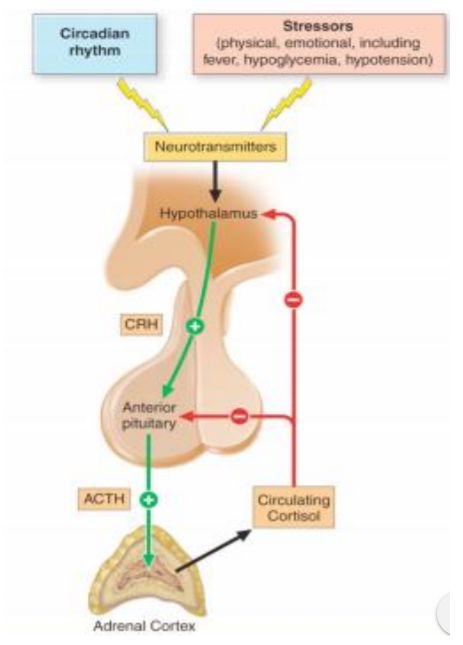 Circadian
rhythm
Stressors
(physical, emotional, including
fever, hypoglycemia, hypotension)
Neurotransmitters
Hypothalamus
CRH
Anterior
pituitary
ACTH
Circulating
Cortisol
Adrenal Cortex